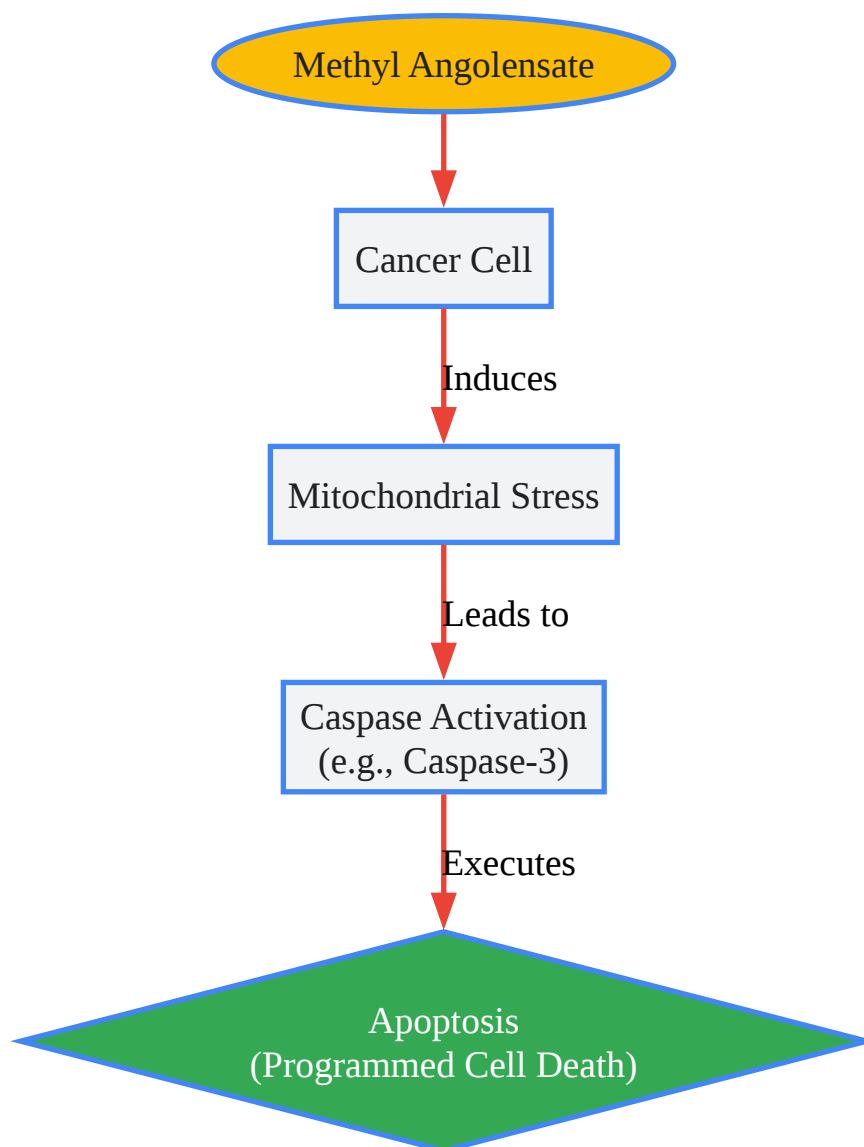 Methyl Angolensate
Cancer Cell
Induces
Mitochondrial Stress
Leads to
Caspase Activation
(e.g., Caspase-3)
Executes
Apoptosis
(Programmed Cell Death)